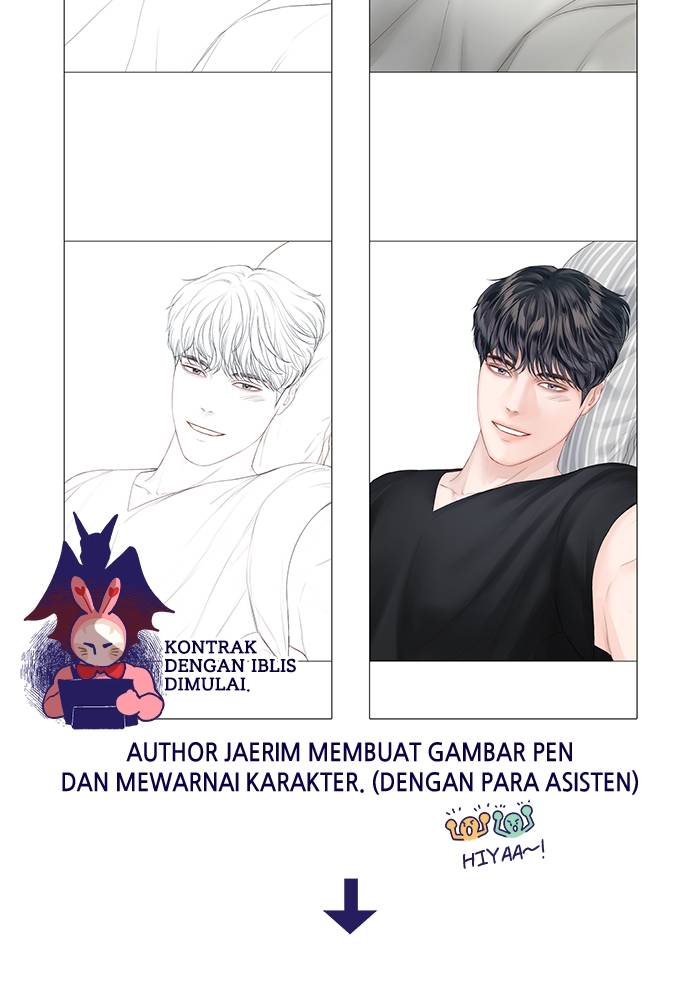 KONTRAK
DENGAN IBLIS
DIMULAI.
AUTHOR JAERIM MEMBUAT GAMBAR PEN
DAN MEWARNAI KARAKTER. (DENGAN PARA ASISTEN)
HIYAA~!